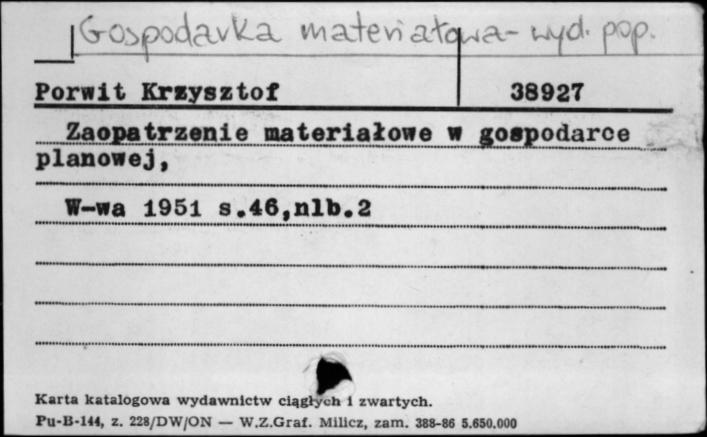 Gospodarka materiałowa - wyd. pop.
Porwit Krzysztof 38927
Zaopatrzenie materiałowe w gospodarce
planowej,
W-wa 1951 s.46,nlb.2
Karta katalogowa wydawnictw ciągłych i zwartych.
Pu-B-144, z. 228/DW/ON — W.Z.Graf. Milicz, zam. 388-86 5.650.000